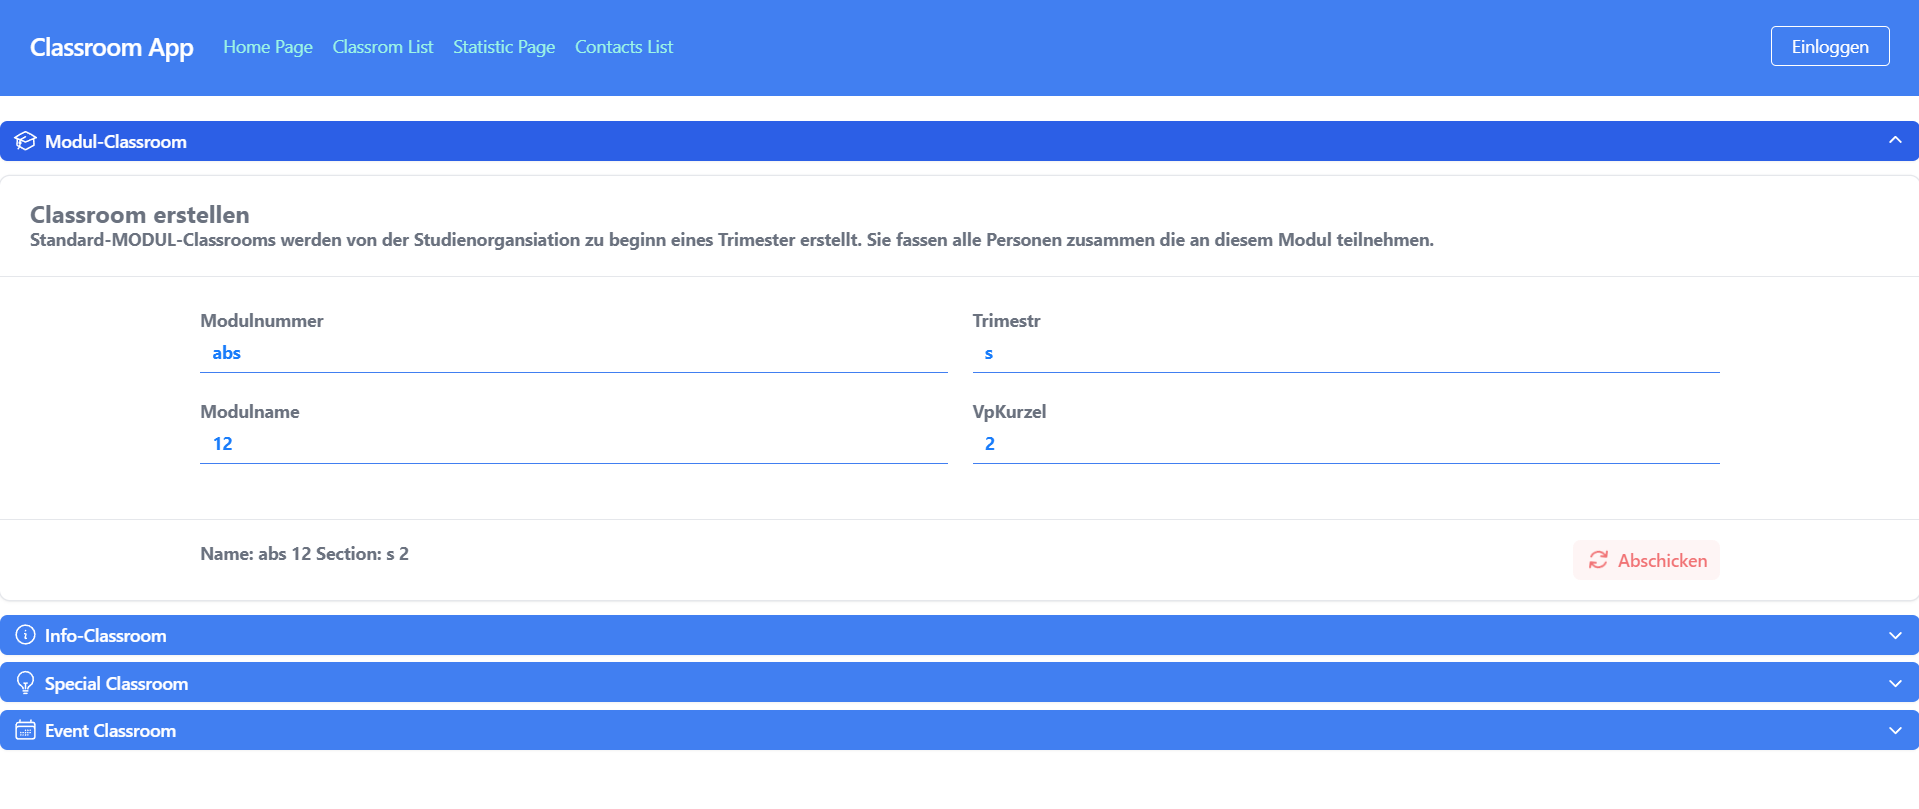 Classroom App Home Page Classrom List Statistic Page Contacts List Einloggen
Modul-Classroom
Classroom erstellen
Standard-MODUL-Classrooms werden von der Studienorgansiation zu beginn eines Trimester erstellt. Sie fassen alle Personen zusammen die an diesem Modul teilnehmen.
Modulnummer Trimestr
abs s
Modulname VpKurzel
12 2
Name: abs 12 Section: s 2 Abschicken
Info-Classroom
Special Classroom
Event Classroom